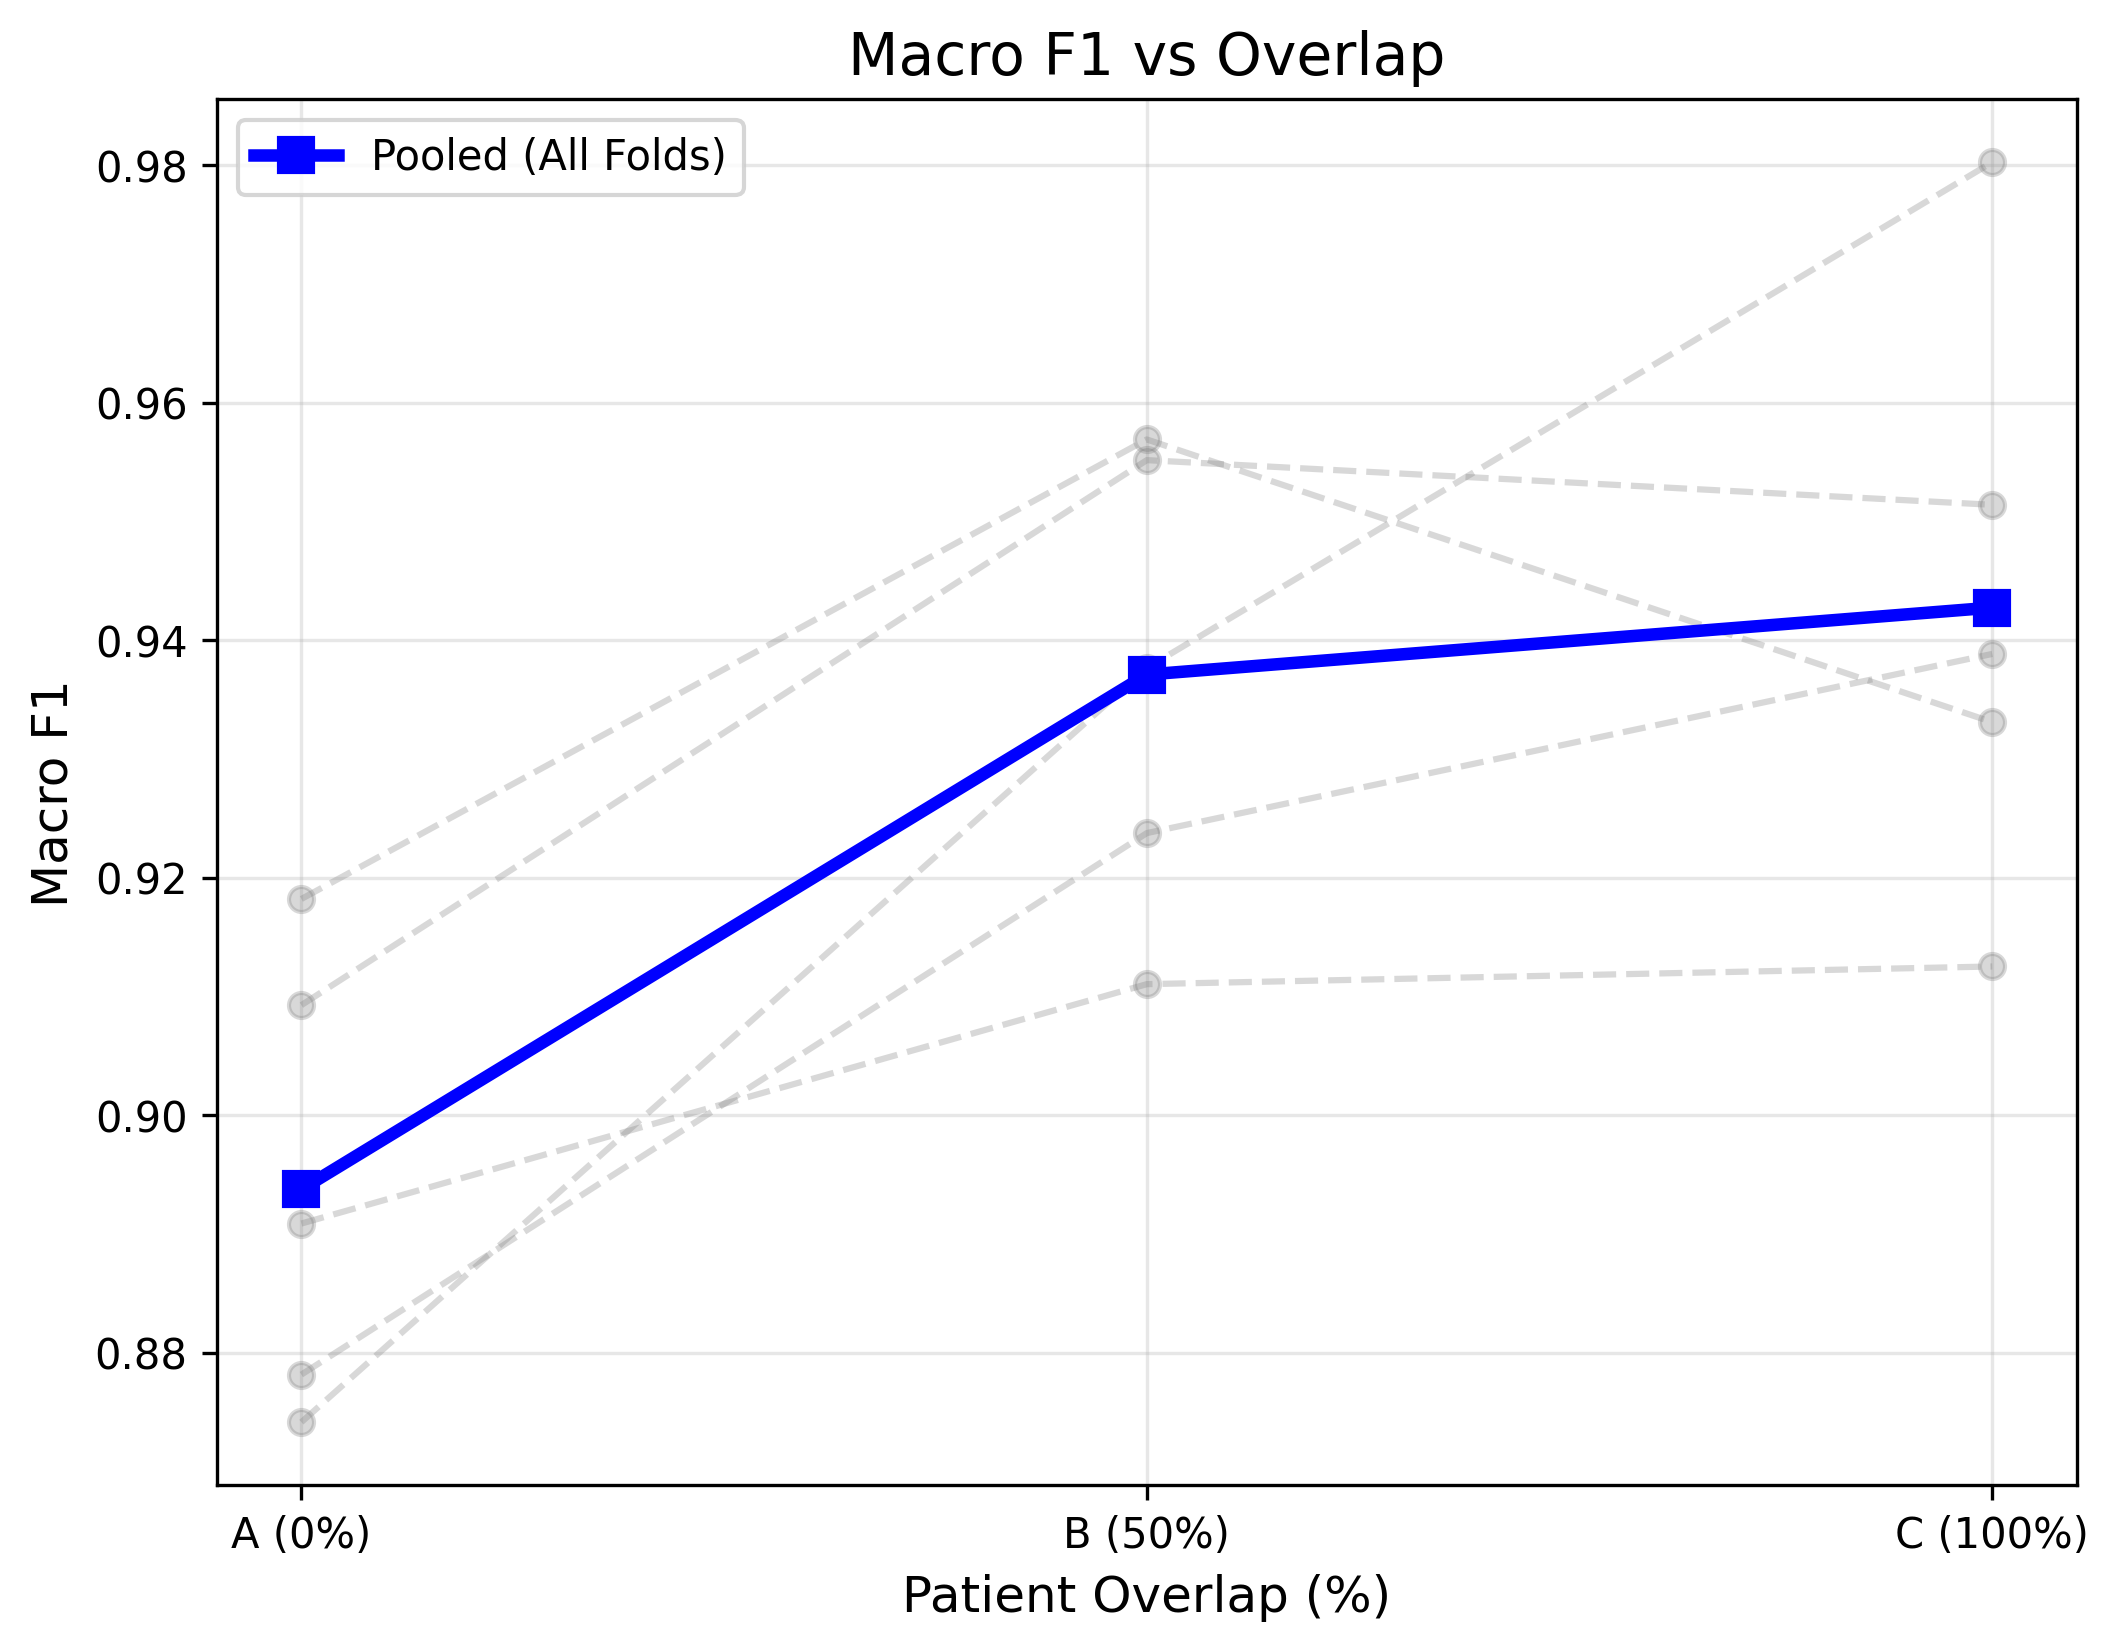 Macro F1 vs Overlap
Pooled (All Folds)
0.98
0.96
0.94
0.92
0.90
0.88
Macro F1
A (0%)
B (50%)
C (100%)
Patient Overlap (%)